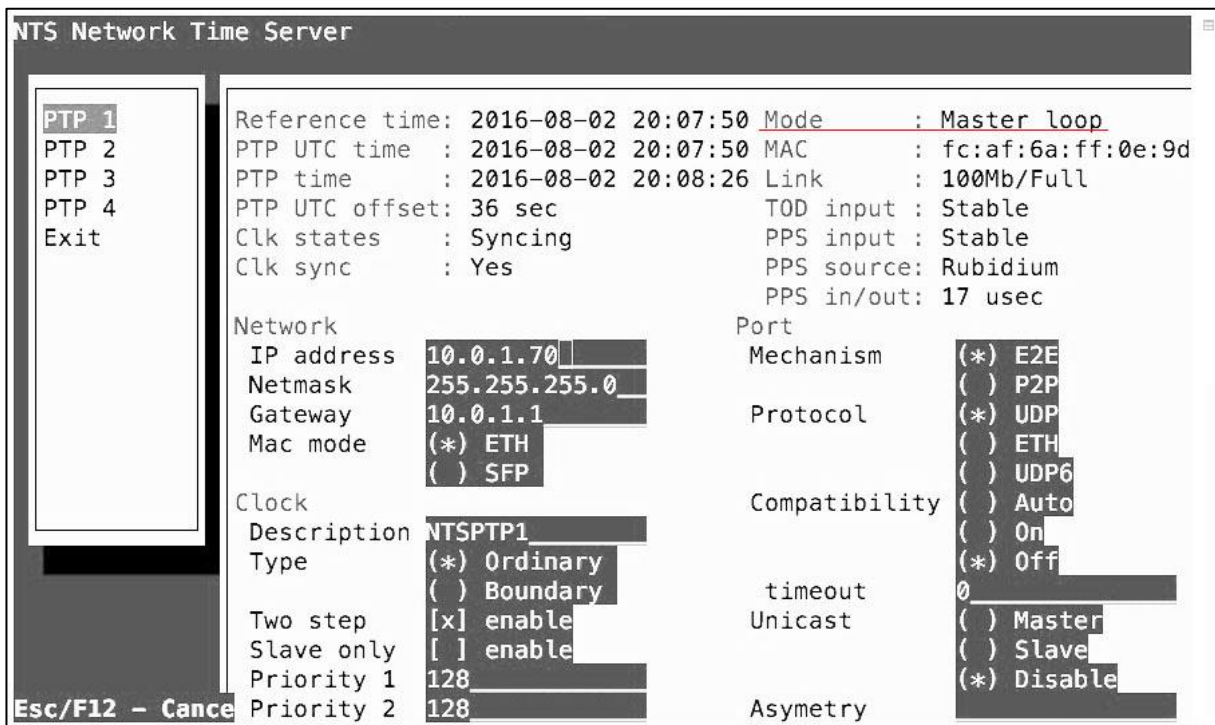 NTS Network Time Server
PTP 1
PTP 2
PTP 3
PTP 4
Exit
Reference time: 2016-08-02 20:07:50 Mode : Master loop
PTP UTC time : 2016-08-02 20:07:50 MAC : fc:af:6a:ff:0e:9d
PTP time : 2016-08-02 20:08:26 Link : 100Mb/Full
PTP UTC offset: 36 sec TOD input : Stable
Clk states : Syncing PPS input : Stable
Clk sync : Yes PPS source: Rubidium
PPS in/out: 17 usec
Network Port
IP address 10.0.1.70 Mechanism (*) E2E
Netmask 255.255.255.0__ ( ) P2P
Gateway 10.0.1.1 Protocol (*) UDP
Mac mode (*) ETH ( ) ETH
( ) SFP ( ) UDP6
Clock Compatibility ( ) Auto
Description NTSPTP1 ( ) On
Type (*) Ordinary (*) Off
( ) Boundary timeout 0
Two step [x] enable Unicast ( ) Master
Slave only [ ] enable ( ) Slave
Priority 1 128 (*) Disable
Esc/F12 - Cance Priority 2 128 Asymetry